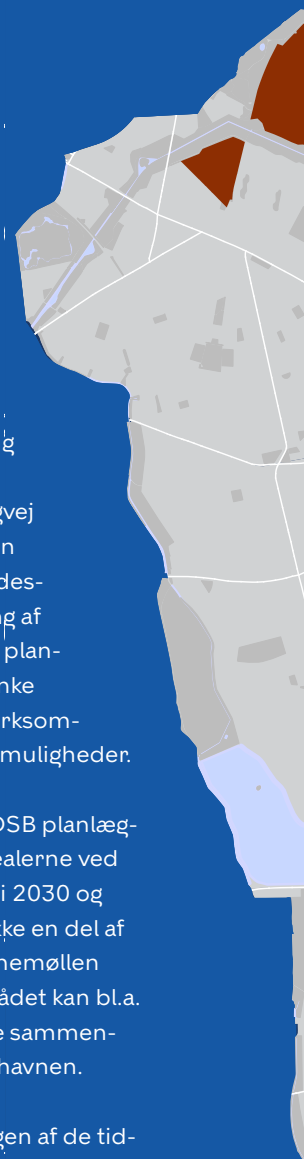 g
gvej
n
des-
g af
plan-
nke
rksom-
muligheder.
DSB planlæg-
ealerne ved
i 2030 og
ke en del af
nemøllen
ådet kan bl.a.
e sammen-
havnen.
gen af de tid-